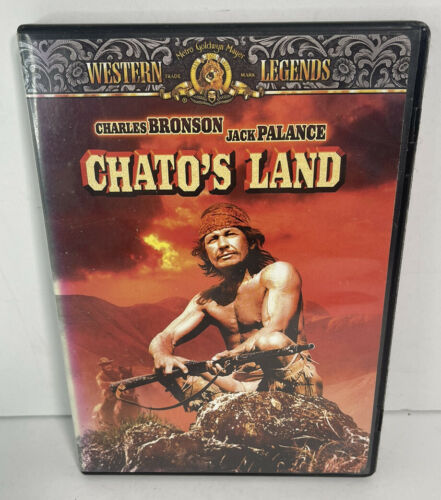 Metro Goldwyn Mayer
WESTERN TRADE MARK LEGENDS
CHARLES BRONSON JACK PALANCE
CHATO'S LAND